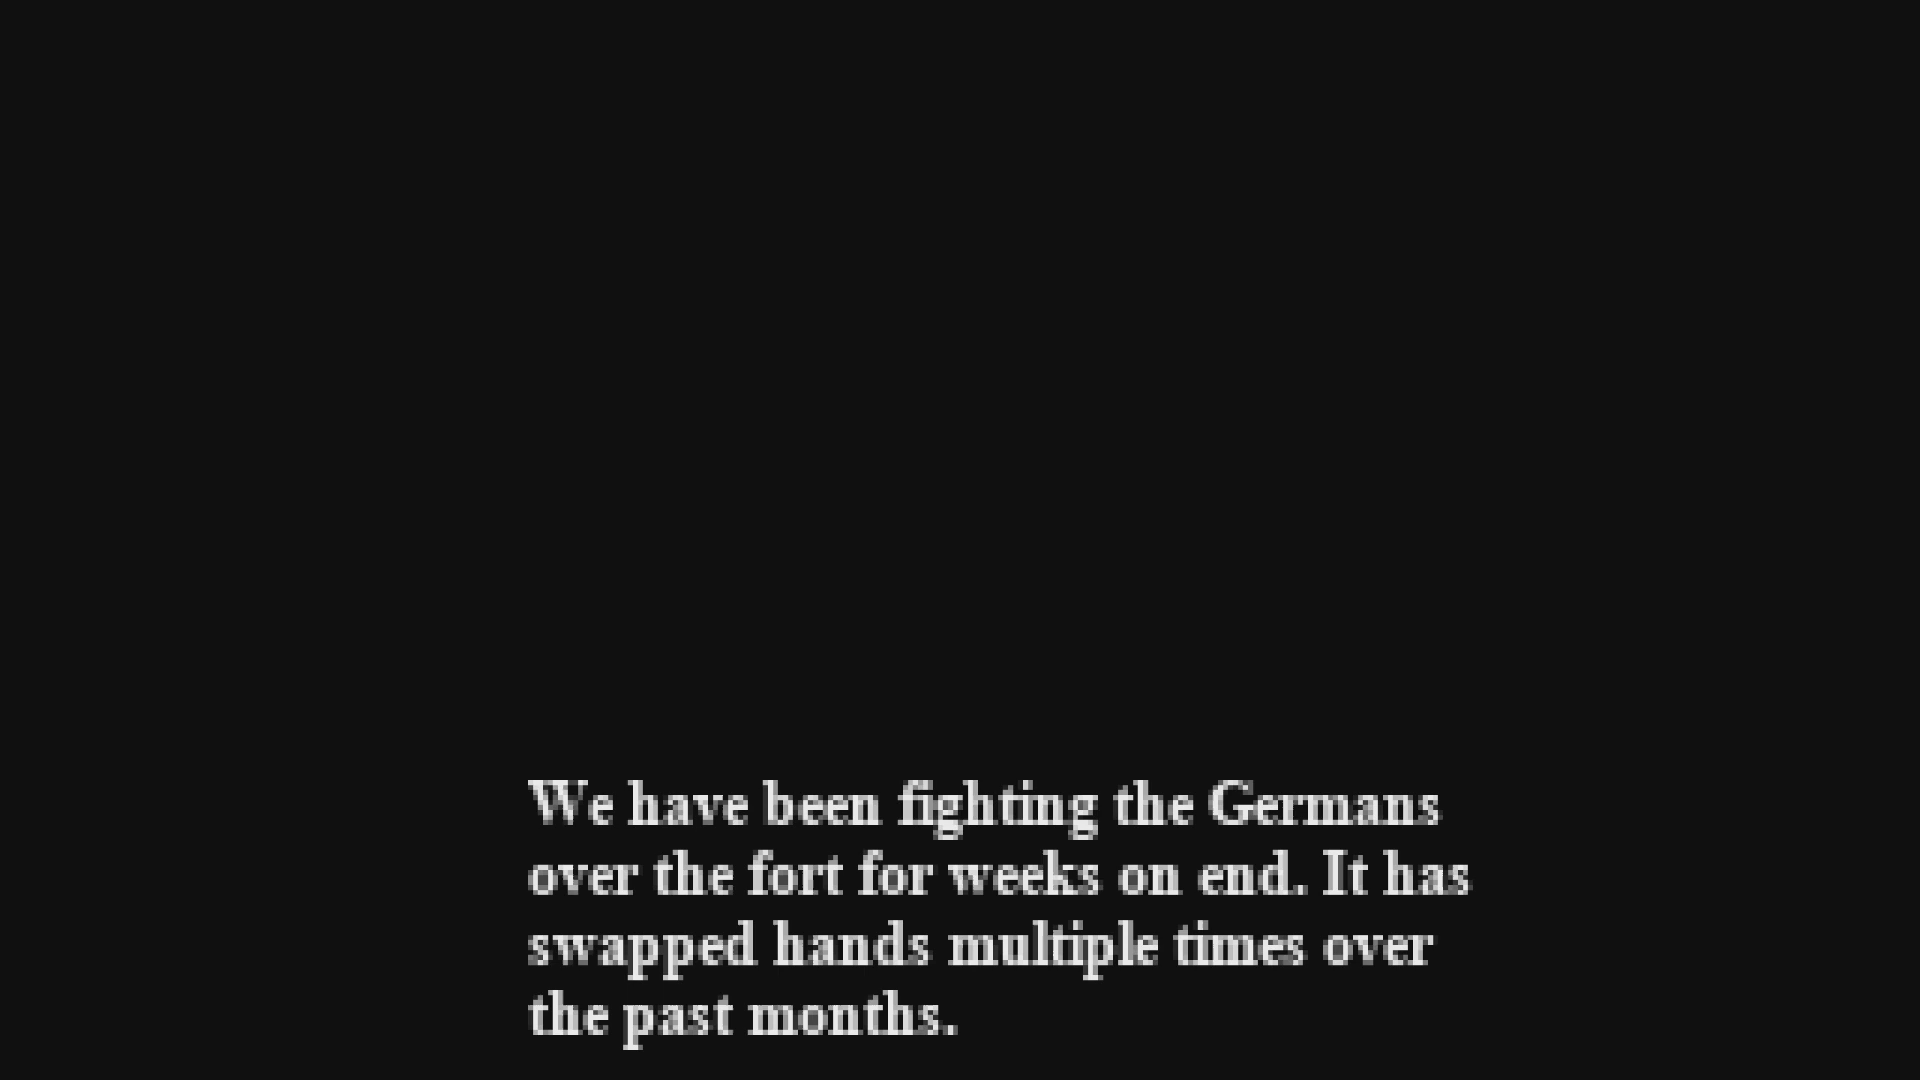 We have been fighting the Germans
over the fort for weeks on end. It has
swapped hands multiple times over
the past months.